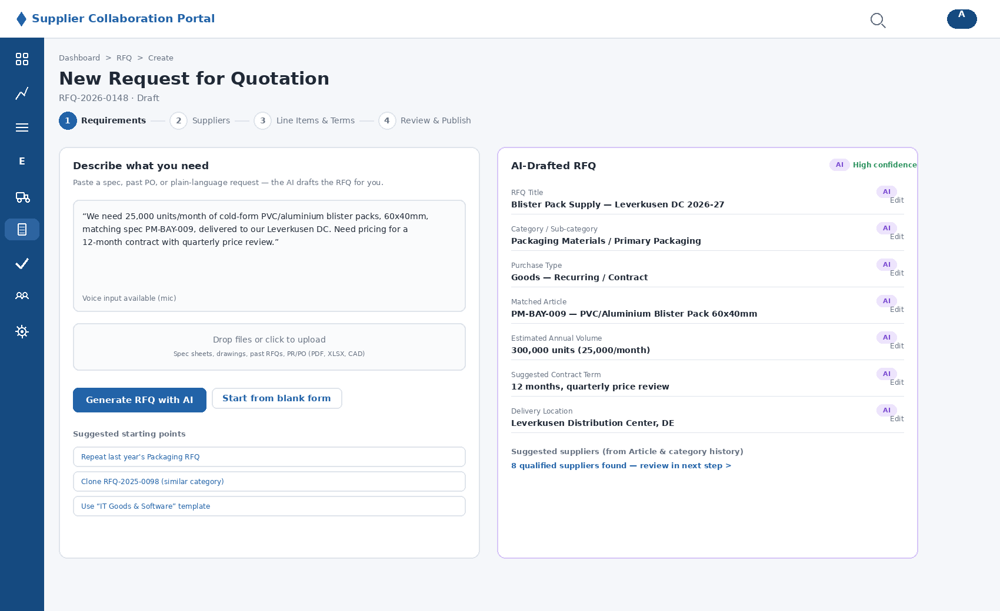 Supplier Collaboration Portal
A
E
Dashboard > RFQ > Create
New Request for Quotation
RFQ-2026-0148 · Draft
1 Requirements 2 Suppliers 3 Line Items & Terms 4 Review & Publish
Describe what you need
Paste a spec, past PO, or plain-language request — the AI drafts the RFQ for you.
“We need 25,000 units/month of cold-form PVC/aluminium blister packs, 60x40mm,
matching spec PM-BAY-009, delivered to our Leverkusen DC. Need pricing for a
12-month contract with quarterly price review.”
Voice input available (mic)
Drop files or click to upload
Spec sheets, drawings, past RFQs, PR/PO (PDF, XLSX, CAD)
Generate RFQ with AI
Start from blank form
Suggested starting points
Repeat last year's Packaging RFQ
Clone RFQ-2025-0098 (similar category)
Use “IT Goods & Software” template
AI-Drafted RFQ
AI High confidence
RFQ Title
AI
Edit
Blister Pack Supply — Leverkusen DC 2026-27
Category / Sub-category
AI
Edit
Packaging Materials / Primary Packaging
Purchase Type
AI
Edit
Goods — Recurring / Contract
Matched Article
AI
Edit
PM-BAY-009 — PVC/Aluminium Blister Pack 60x40mm
Estimated Annual Volume
AI
Edit
300,000 units (25,000/month)
Suggested Contract Term
AI
Edit
12 months, quarterly price review
Delivery Location
AI
Edit
Leverkusen Distribution Center, DE
Suggested suppliers (from Article & category history)
8 qualified suppliers found — review in next step >